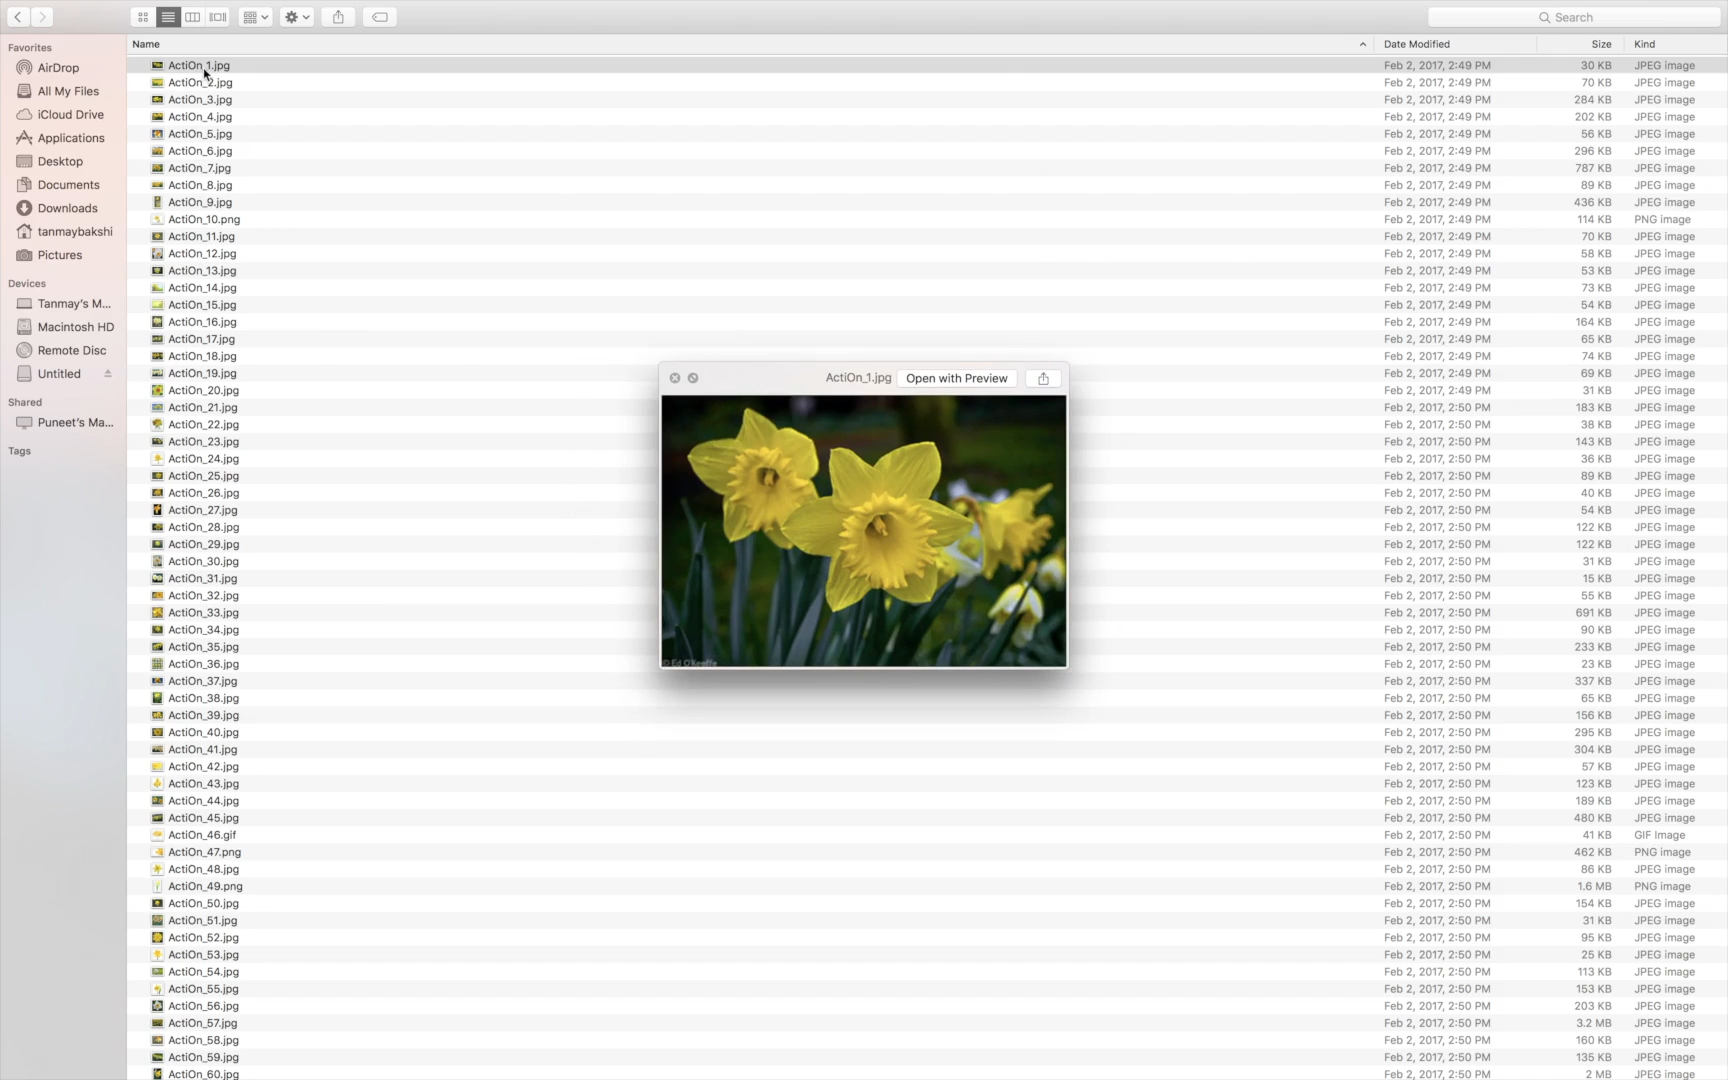 Search
Favorites
AirDrop
All My Files
iCloud Drive
Applications
Desktop
Documents
Downloads
tanmaybakshi
Pictures
Devices
Tanmay's M...
Macintosh HD
Remote Disc
Untitled
Shared
Puneet's Ma...
Tags
Name Date Modified Size Kind
ActiOn_1.jpg Feb 2, 2017, 2:49 PM 30 KB JPEG image
ActiOn_2.jpg Feb 2, 2017, 2:49 PM 70 KB JPEG image
ActiOn_3.jpg Feb 2, 2017, 2:49 PM 284 KB JPEG image
ActiOn_4.jpg Feb 2, 2017, 2:49 PM 202 KB JPEG image
ActiOn_5.jpg Feb 2, 2017, 2:49 PM 56 KB JPEG image
ActiOn_6.jpg Feb 2, 2017, 2:49 PM 296 KB JPEG image
ActiOn_7.jpg Feb 2, 2017, 2:49 PM 787 KB JPEG image
ActiOn_8.jpg Feb 2, 2017, 2:49 PM 89 KB JPEG image
ActiOn_9.jpg Feb 2, 2017, 2:49 PM 436 KB JPEG image
ActiOn_10.png Feb 2, 2017, 2:49 PM 114 KB PNG image
ActiOn_11.jpg Feb 2, 2017, 2:49 PM 70 KB JPEG image
ActiOn_12.jpg Feb 2, 2017, 2:49 PM 58 KB JPEG image
ActiOn_13.jpg Feb 2, 2017, 2:49 PM 53 KB JPEG image
ActiOn_14.jpg Feb 2, 2017, 2:49 PM 73 KB JPEG image
ActiOn_15.jpg Feb 2, 2017, 2:49 PM 54 KB JPEG image
ActiOn_16.jpg Feb 2, 2017, 2:49 PM 164 KB JPEG image
ActiOn_17.jpg Feb 2, 2017, 2:49 PM 65 KB JPEG image
ActiOn_18.jpg Feb 2, 2017, 2:49 PM 74 KB JPEG image
ActiOn_19.jpg Feb 2, 2017, 2:49 PM 69 KB JPEG image
ActiOn_20.jpg Feb 2, 2017, 2:49 PM 31 KB JPEG image
ActiOn_21.jpg Feb 2, 2017, 2:50 PM 183 KB JPEG image
ActiOn_22.jpg Feb 2, 2017, 2:50 PM 38 KB JPEG image
ActiOn_23.jpg Feb 2, 2017, 2:50 PM 143 KB JPEG image
ActiOn_24.jpg Feb 2, 2017, 2:50 PM 36 KB JPEG image
ActiOn_25.jpg Feb 2, 2017, 2:50 PM 89 KB JPEG image
ActiOn_26.jpg Feb 2, 2017, 2:50 PM 40 KB JPEG image
ActiOn_27.jpg Feb 2, 2017, 2:50 PM 54 KB JPEG image
ActiOn_28.jpg Feb 2, 2017, 2:50 PM 122 KB JPEG image
ActiOn_29.jpg Feb 2, 2017, 2:50 PM 122 KB JPEG image
ActiOn_30.jpg Feb 2, 2017, 2:50 PM 31 KB JPEG image
ActiOn_31.jpg Feb 2, 2017, 2:50 PM 15 KB JPEG image
ActiOn_32.jpg Feb 2, 2017, 2:50 PM 55 KB JPEG image
ActiOn_33.jpg Feb 2, 2017, 2:50 PM 691 KB JPEG image
ActiOn_34.jpg Feb 2, 2017, 2:50 PM 90 KB JPEG image
ActiOn_35.jpg Feb 2, 2017, 2:50 PM 233 KB JPEG image
ActiOn_36.jpg Feb 2, 2017, 2:50 PM 23 KB JPEG image
ActiOn_37.jpg Feb 2, 2017, 2:50 PM 337 KB JPEG image
ActiOn_38.jpg Feb 2, 2017, 2:50 PM 65 KB JPEG image
ActiOn_39.jpg Feb 2, 2017, 2:50 PM 156 KB JPEG image
ActiOn_40.jpg Feb 2, 2017, 2:50 PM 295 KB JPEG image
ActiOn_41.jpg Feb 2, 2017, 2:50 PM 304 KB JPEG image
ActiOn_42.jpg Feb 2, 2017, 2:50 PM 57 KB JPEG image
ActiOn_43.jpg Feb 2, 2017, 2:50 PM 123 KB JPEG image
ActiOn_44.jpg Feb 2, 2017, 2:50 PM 189 KB JPEG image
ActiOn_45.jpg Feb 2, 2017, 2:50 PM 480 KB JPEG image
ActiOn_46.gif Feb 2, 2017, 2:50 PM 41 KB GIF Image
ActiOn_47.png Feb 2, 2017, 2:50 PM 462 KB PNG image
ActiOn_48.jpg Feb 2, 2017, 2:50 PM 86 KB JPEG image
ActiOn_49.png Feb 2, 2017, 2:50 PM 1.6 MB PNG image
ActiOn_50.jpg Feb 2, 2017, 2:50 PM 154 KB JPEG image
ActiOn_51.jpg Feb 2, 2017, 2:50 PM 31 KB JPEG image
ActiOn_52.jpg Feb 2, 2017, 2:50 PM 95 KB JPEG image
ActiOn_53.jpg Feb 2, 2017, 2:50 PM 25 KB JPEG image
ActiOn_54.jpg Feb 2, 2017, 2:50 PM 113 KB JPEG image
ActiOn_55.jpg Feb 2, 2017, 2:50 PM 153 KB JPEG image
ActiOn_56.jpg Feb 2, 2017, 2:50 PM 203 KB JPEG image
ActiOn_57.jpg Feb 2, 2017, 2:50 PM 3.2 MB JPEG image
ActiOn_58.jpg Feb 2, 2017, 2:50 PM 160 KB JPEG image
ActiOn_59.jpg Feb 2, 2017, 2:50 PM 135 KB JPEG image
ActiOn_60.jpg Feb 2, 2017, 2:50 PM 2 MB JPEG image
ActiOn_1.jpg Open with Preview
© Ed O'Keeffe